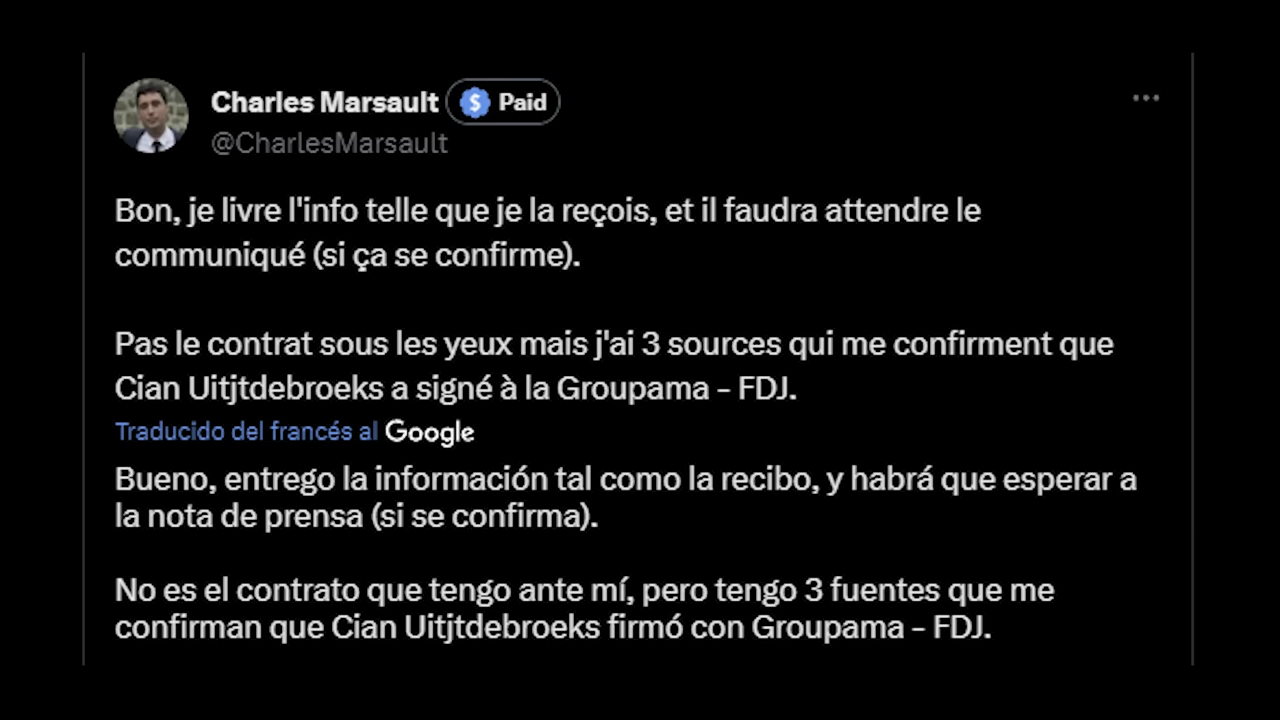 Charles Marsault $ Paid
@CharlesMarsault
Bon, je livre l'info telle que je la reçois, et il faudra attendre le
communiqué (si ça se confirme).
Pas le contrat sous les yeux mais j'ai 3 sources qui me confirment que
Cian Uitjtdebroeks a signé à la Groupama – FDJ.
Traducido del francés al Google
Bueno, entrego la información tal como la recibo, y habrá que esperar a
la nota de prensa (si se confirma).
No es el contrato que tengo ante mí, pero tengo 3 fuentes que me
confirman que Cian Uitjtdebroeks firmó con Groupama – FDJ.